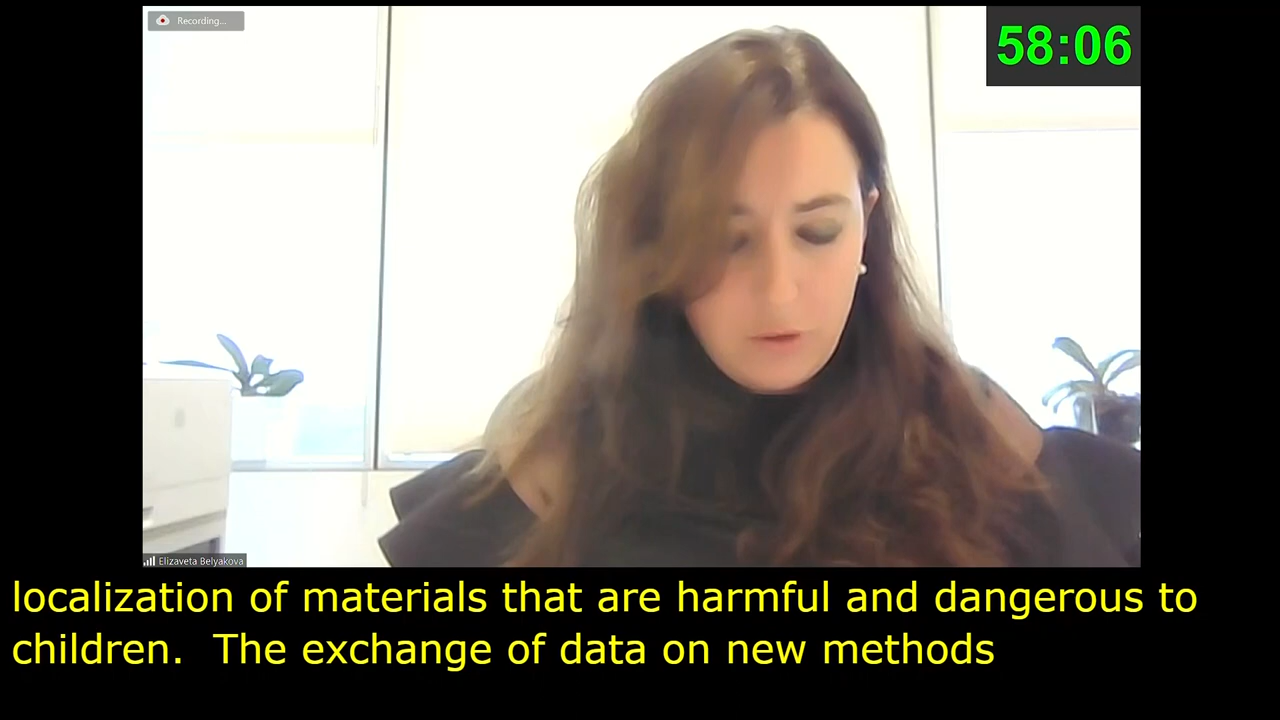 Recording...
58:06
Elizaveta Belyakova
localization of materials that are harmful and dangerous to
children.  The exchange of data on new methods